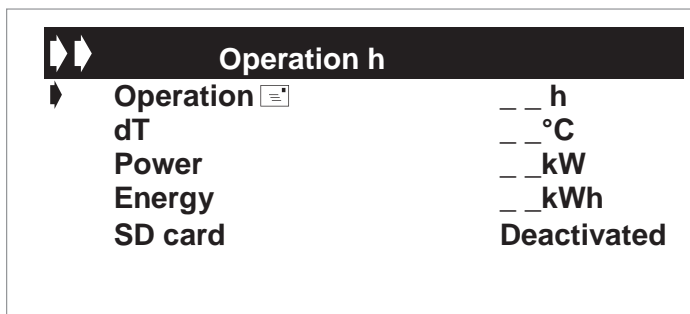 Operation h
Operation _ _ h
dT _ _°C
Power _ _kW
Energy _ _kWh
SD card Deactivated